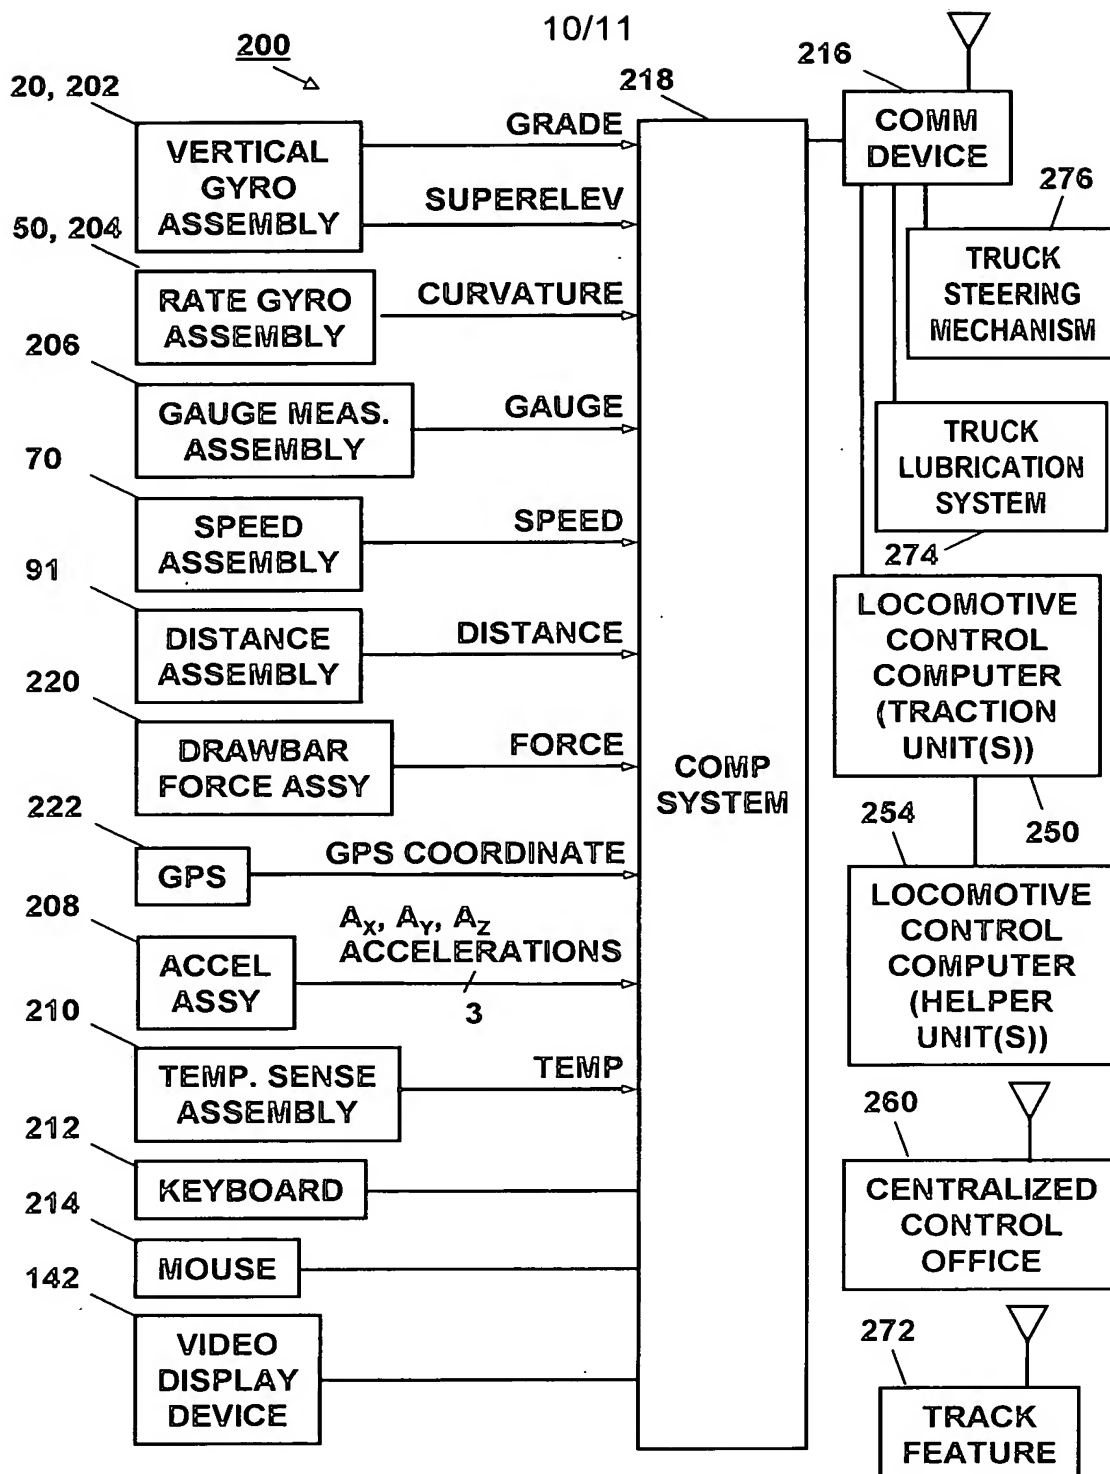 10/11
200
20, 202
VERTICAL
GYRO
ASSEMBLY
GRADE
SUPERELEV
50, 204
RATE GYRO
ASSEMBLY
CURVATURE
206
GAUGE MEAS.
ASSEMBLY
GAUGE
70
SPEED
ASSEMBLY
SPEED
91
DISTANCE
ASSEMBLY
DISTANCE
220
DRAWBAR
FORCE ASSY
FORCE
222
GPS
GPS COORDINATE
208
ACCEL
ASSY
AX, AY, AZ
ACCELERATIONS
3
210
TEMP. SENSE
ASSEMBLY
TEMP
212
KEYBOARD
214
MOUSE
142
VIDEO
DISPLAY
DEVICE
218
COMP
SYSTEM
216
COMM
DEVICE
276
TRUCK
STEERING
MECHANISM
TRUCK
LUBRICATION
SYSTEM
274
LOCOMOTIVE
CONTROL
COMPUTER
(TRACTION
UNIT(S))
250
254
LOCOMOTIVE
CONTROL
COMPUTER
(HELPER
UNIT(S))
260
CENTRALIZED
CONTROL
OFFICE
272
TRACK
FEATURE